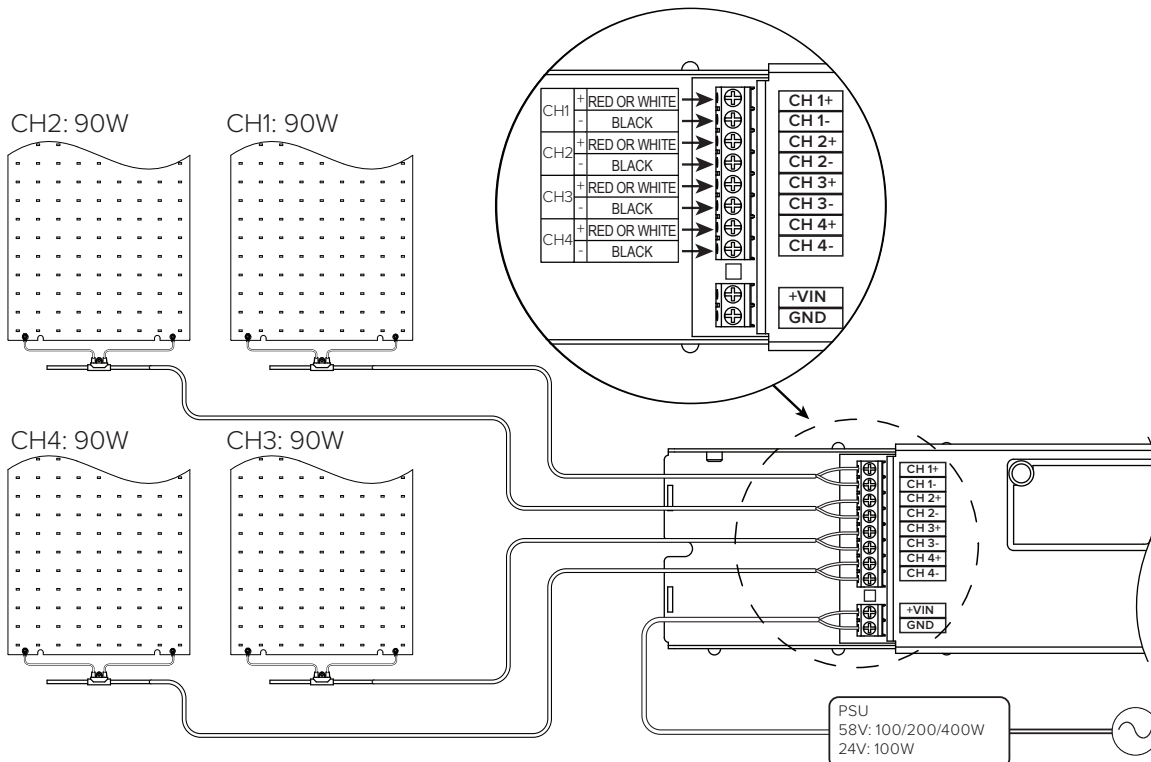 CH2: 90W
CH1: 90W
CH1 + RED OR WHITE
- BLACK
CH2 + RED OR WHITE
- BLACK
CH3 + RED OR WHITE
- BLACK
CH4 + RED OR WHITE
- BLACK
CH 1+
CH 1-
CH 2+
CH 2-
CH 3+
CH 3-
CH 4+
CH 4-
+VIN
GND
CH4: 90W
CH3: 90W
CH 1+
CH 1-
CH 2+
CH 2-
CH 3+
CH 3-
CH 4+
CH 4-
+VIN
GND
PSU
58V: 100/200/400W
24V: 100W